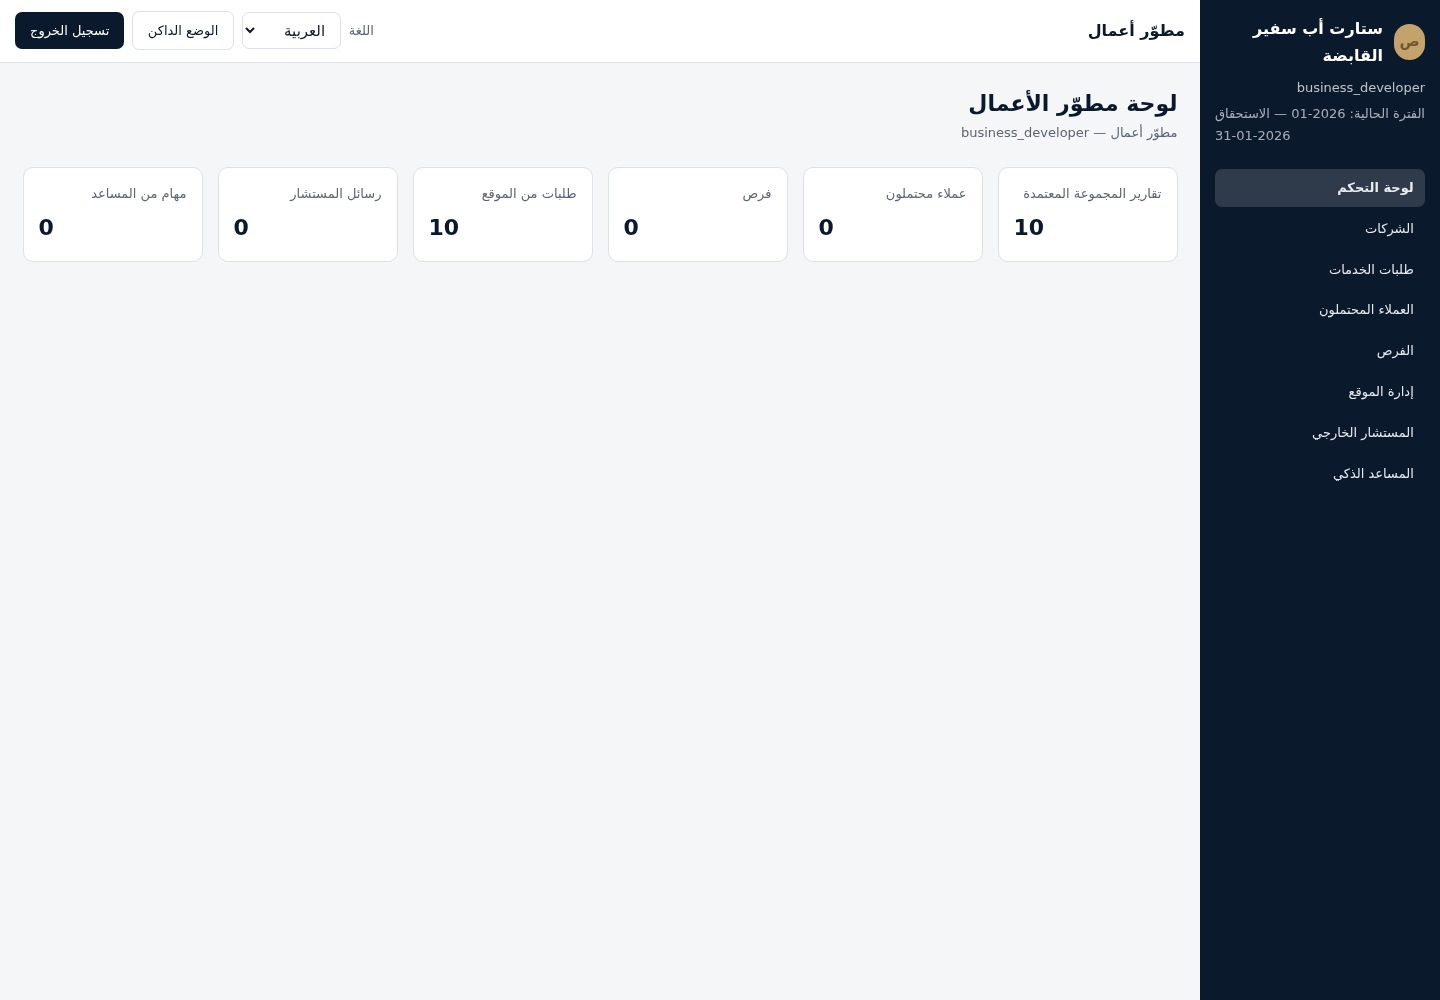 ص
ستارت أب سفير
القابضة
business_developer
الفترة الحالية: 2026-01 — الاستحقاق
2026-01-31
لوحة التحكم
الشركات
طلبات الخدمات
العملاء المحتملون
الفرص
إدارة الموقع
المستشار الخارجي
المساعد الذكي
مطوّر أعمال
اللغة
العربية
الوضع الداكن
تسجيل الخروج
لوحة مطوّر الأعمال
مطوّر أعمال — business_developer
تقارير المجموعة المعتمدة
10
عملاء محتملون
0
فرص
0
طلبات من الموقع
10
رسائل المستشار
0
مهام من المساعد
0